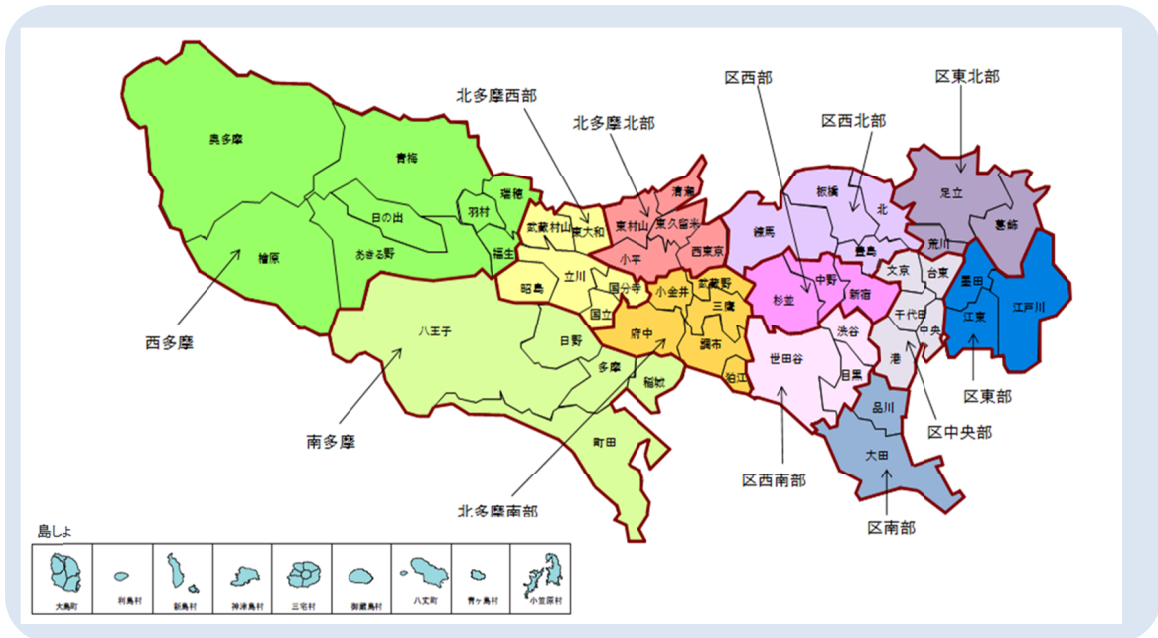 区西部
区東北部
北多摩西部
区西北部
北多摩北部
奥多摩
青梅
清瀬
板橋
足立
瑞穂
羽村
日の出
武蔵村山
東大和
東村山
東久留米
練馬
北
葛飾
檜原
あきる野
福生
小平
西東京
豊島
荒川
昭島
立川
国分寺
小金井
武蔵野
中野
文京
台東
墨田
杉並
新宿
国立
三鷹
千代田
江東
江戸川
西多摩
八王子
日野
府中
調布
渋谷
中央
世田谷
港
多摩
稲城
狛江
目黒
区東部
品川
南多摩
町田
区中央部
大田
区西南部
北多摩南部
区南部
島しょ
大島町
利島村
新島村
神津島村
三宅村
御蔵島村
八丈町
青ヶ島村
小笠原村